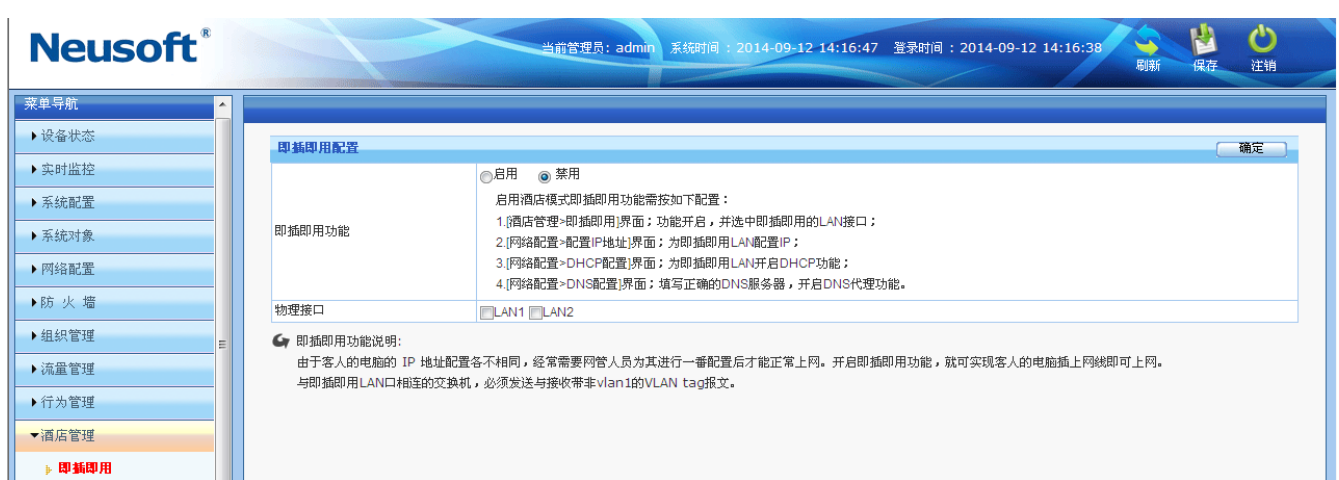 Neusoft®
当前管理员: admin 系统时间 : 2014-09-12 14:16:47 登录时间 : 2014-09-12 14:16:38
刷新 保存 注销
菜单导航
设备状态
实时监控
系统配置
系统对象
网络配置
防 火 墙
组织管理
流量管理
行为管理
酒店管理
即插即用
即插即用配置 确定
即插即用功能
启用 禁用
启用酒店模式即插即用功能需按如下配置：
1.[酒店管理>即插即用]界面；功能开启，并选中即插即用的LAN接口；
2.[网络配置>配置IP地址]界面；为即插即用LAN配置IP；
3.[网络配置>DHCP配置]界面；为即插即用LAN开启DHCP功能；
4.[网络配置>DNS配置]界面；填写正确的DNS服务器，开启DNS代理功能。
物理接口 LAN1 LAN2
即插即用功能说明:
由于客人的电脑的 IP 地址配置各不相同，经常需要网管人员为其进行一番配置后才能正常上网。开启即插即用功能，就可实现客人的电脑插上网线即可上网。
与即插即用LAN口相连的交换机，必须发送与接收带非vlan1的VLAN tag报文。